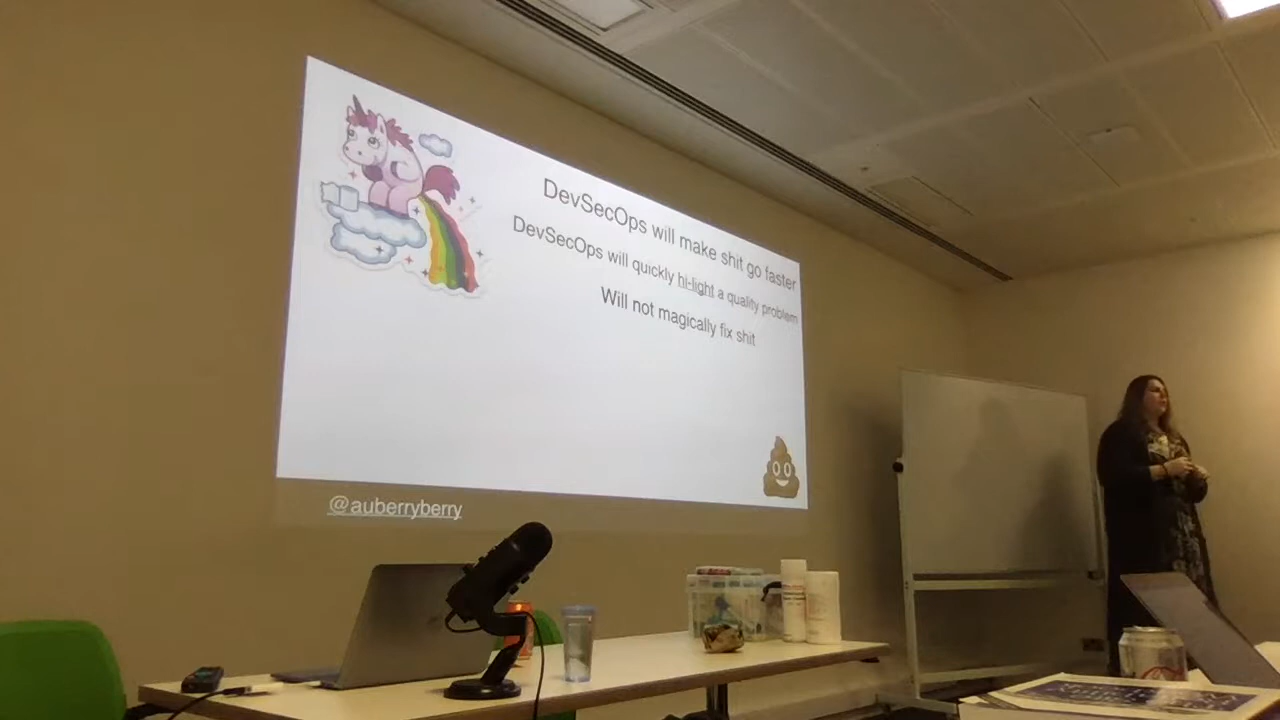 DevSecOps will make shit go faster
DevSecOps will quickly hi-light a quality problem
Will not magically fix shit
@auberryberry